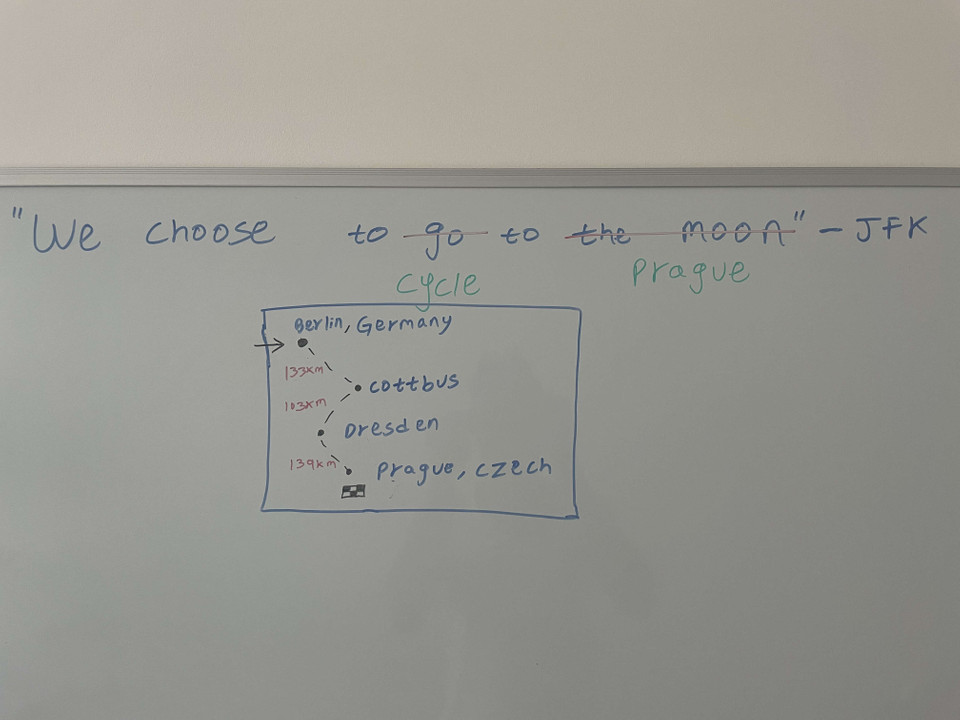 "We choose to go to the moon" - JFK
cycle prague
Berlin, Germany
133km
cottbus
103km
Dresden
139km
prague, czech